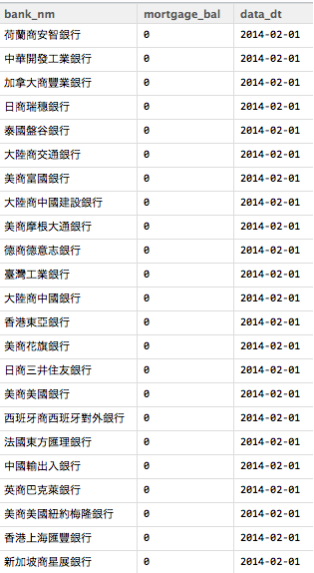 bank_nm mortgage_bal data_dt
荷蘭商安智銀行 0 2014-02-01
中華開發工業銀行 0 2014-02-01
加拿大商豐業銀行 0 2014-02-01
日商瑞穗銀行 0 2014-02-01
泰國盤谷銀行 0 2014-02-01
大陸商交通銀行 0 2014-02-01
美商富國銀行 0 2014-02-01
大陸商中國建設銀行 0 2014-02-01
美商摩根大通銀行 0 2014-02-01
德商德意志銀行 0 2014-02-01
臺灣工業銀行 0 2014-02-01
大陸商中國銀行 0 2014-02-01
香港東亞銀行 0 2014-02-01
美商花旗銀行 0 2014-02-01
日商三井住友銀行 0 2014-02-01
美商美國銀行 0 2014-02-01
西班牙商西班牙對外銀行 0 2014-02-01
法國東方匯理銀行 0 2014-02-01
中國輸出入銀行 0 2014-02-01
英商巴克萊銀行 0 2014-02-01
美商美國紐約梅隆銀行 0 2014-02-01
香港上海匯豐銀行 0 2014-02-01
新加坡商星展銀行 0 2014-02-01